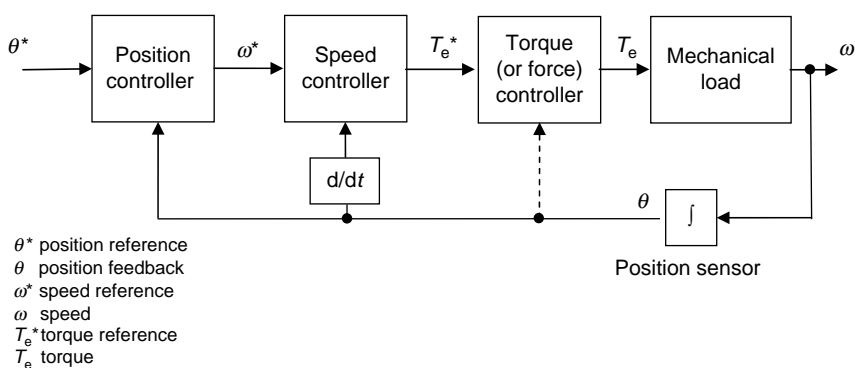 θ*
Position
controller
ω*
Speed
controller
Te*
Torque
(or force)
controller
Te
Mechanical
load
ω
d/dt
θ
∫
Position sensor
θ* position reference
θ position feedback
ω* speed reference
ω speed
Te* torque reference
Te torque